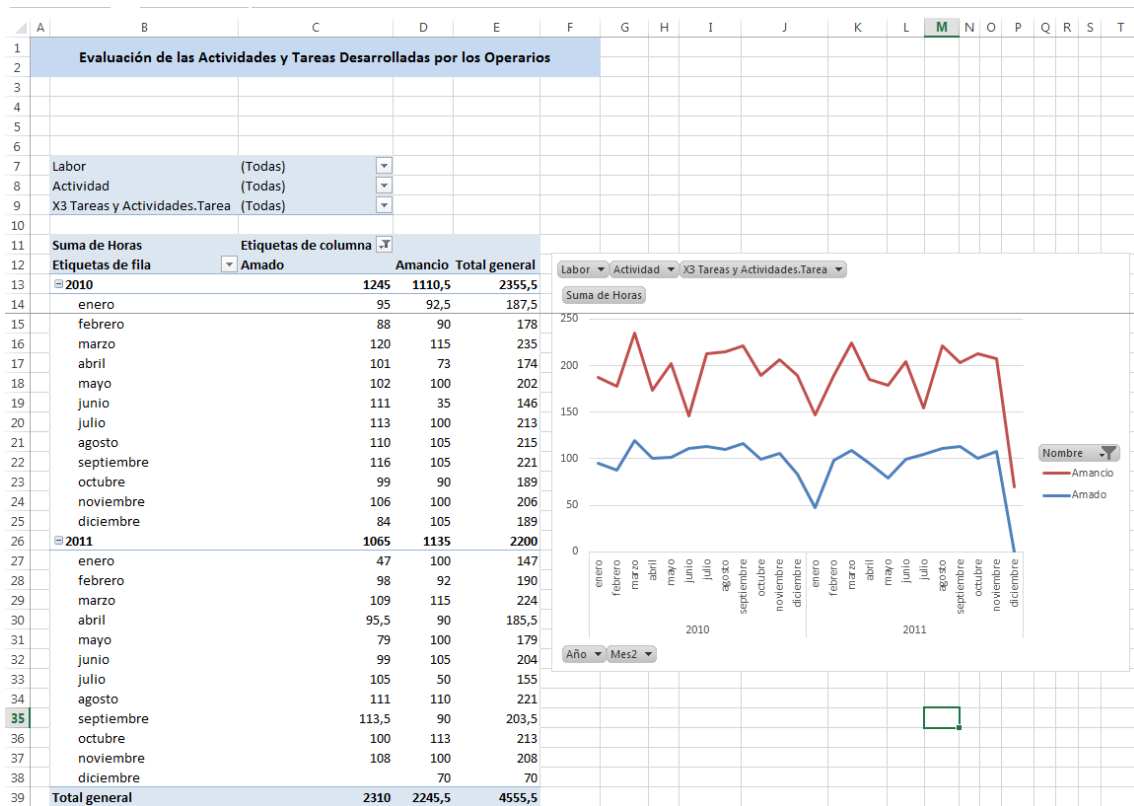 A B C D E F G H I J K L M N O P Q R S T
1
2 Evaluación de las Actividades y Tareas Desarrolladas por los Operarios
3
4
5
6
7 Labor (Todas)
8 Actividad (Todas)
9 X3 Tareas y Actividades.Tarea (Todas)
10
11 Suma de Horas Etiquetas de columna
12 Etiquetas de fila Amado Amancio Total general
13 2010 1245 1110,5 2355,5
14 enero 95 92,5 187,5
15 febrero 88 90 178
16 marzo 120 115 235
17 abril 101 73 174
18 mayo 102 100 202
19 junio 111 35 146
20 julio 113 100 213
21 agosto 110 105 215
22 septiembre 116 105 221
23 octubre 99 90 189
24 noviembre 106 100 206
25 diciembre 84 105 189
26 2011 1065 1135 2200
27 enero 47 100 147
28 febrero 98 92 190
29 marzo 109 115 224
30 abril 95,5 90 185,5
31 mayo 79 100 179
32 junio 99 105 204
33 julio 105 50 155
34 agosto 111 110 221
35 septiembre 113,5 90 203,5
36 octubre 100 113 213
37 noviembre 108 100 208
38 diciembre 70 70
39 Total general 2310 2245,5 4555,5
Labor Actividad X3 Tareas y Actividades.Tarea
Suma de Horas
250
200
150
100
50
0
enero febrero marzo abril mayo junio julio agosto septiembre octubre noviembre diciembre enero febrero marzo abril mayo junio julio agosto septiembre octubre noviembre diciembre
2010 2011
Nombre
Amancio
Amado
Año Mes2